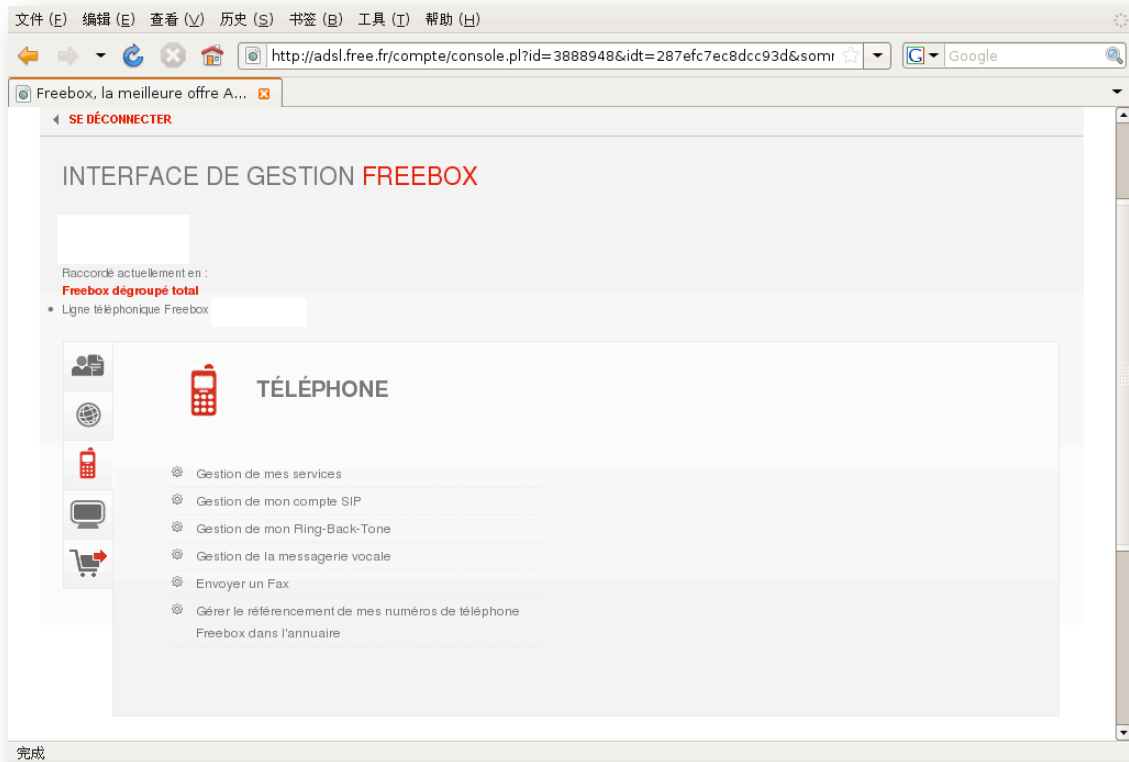 文件 (F) 编辑 (E) 查看 (V) 历史 (S) 书签 (B) 工具 (T) 帮助 (H)
http://adsl.free.fr/compte/console.pl?id=3888948&idt=287efc7ec8dcc93d&somr
G Google
Freebox, la meilleure offre A...
SE DÉCONNECTER
INTERFACE DE GESTION FREEBOX
Raccordé actuellement en :
Freebox dégroupé total
• Ligne téléphonique Freebox
TÉLÉPHONE
Gestion de mes services
Gestion de mon compte SIP
Gestion de mon Ring-Back-Tone
Gestion de la messagerie vocale
Envoyer un Fax
Gérer le référencement de mes numéros de téléphone
Freebox dans l'annuaire
完成